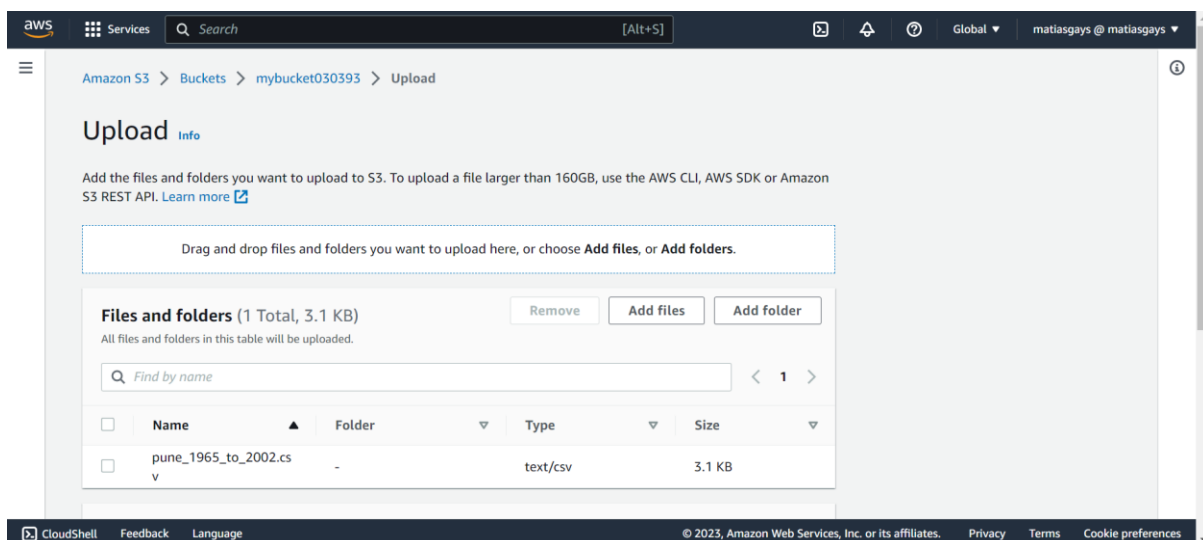 aws Services Search [Alt+S] Global matiasgays @ matiasgays
Amazon S3 Buckets mybucket030393 Upload
Upload Info
Add the files and folders you want to upload to S3. To upload a file larger than 160GB, use the AWS CLI, AWS SDK or Amazon
S3 REST API. Learn more
Drag and drop files and folders you want to upload here, or choose Add files, or Add folders.
Files and folders (1 Total, 3.1 KB) Remove Add files Add folder
All files and folders in this table will be uploaded.
Find by name 1
Name Folder Type Size
pune_1965_to_2002.cs
v - text/csv 3.1 KB
CloudShell Feedback Language © 2023, Amazon Web Services, Inc. or its affiliates. Privacy Terms Cookie preferences